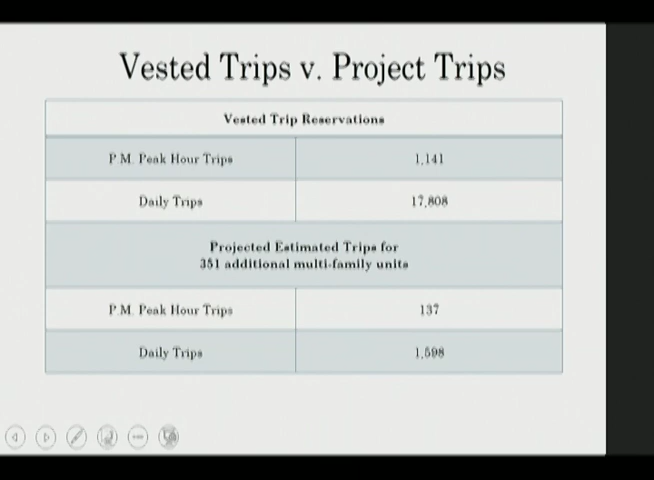 Vested Trips v. Project Trips
Vested Trip Reservations
P.M. Peak Hour Trips 1,141
Daily Trips 17,808
Projected Estimated Trips for
351 additional multi-family units
P.M. Peak Hour Trips 137
Daily Trips 1,598